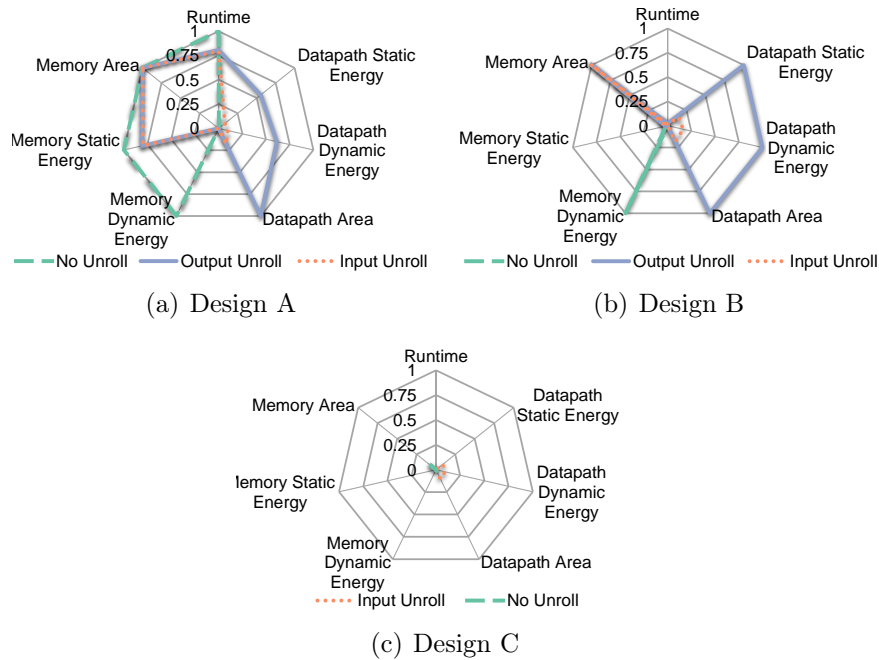 Runtime
1
0.75
0.5
0.25
0
Datapath Static
Energy
Datapath
Dynamic
Energy
Datapath Area
Memory
Dynamic
Energy
Memory Static
Energy
Memory Area
No Unroll
Output Unroll
Input Unroll
(a) Design A
Runtime
1
0.75
0.5
0.25
0
Datapath Static
Energy
Datapath
Dynamic
Energy
Datapath Area
Memory
Dynamic
Energy
Memory Static
Energy
Memory Area
No Unroll
Output Unroll
Input Unroll
(b) Design B
Runtime
1
0.75
0.5
0.25
0
Datapath
Static Energy
Datapath
Dynamic
Energy
Datapath Area
Memory
Dynamic
Energy
Memory Static
Energy
Memory Area
Input Unroll
No Unroll
(c) Design C